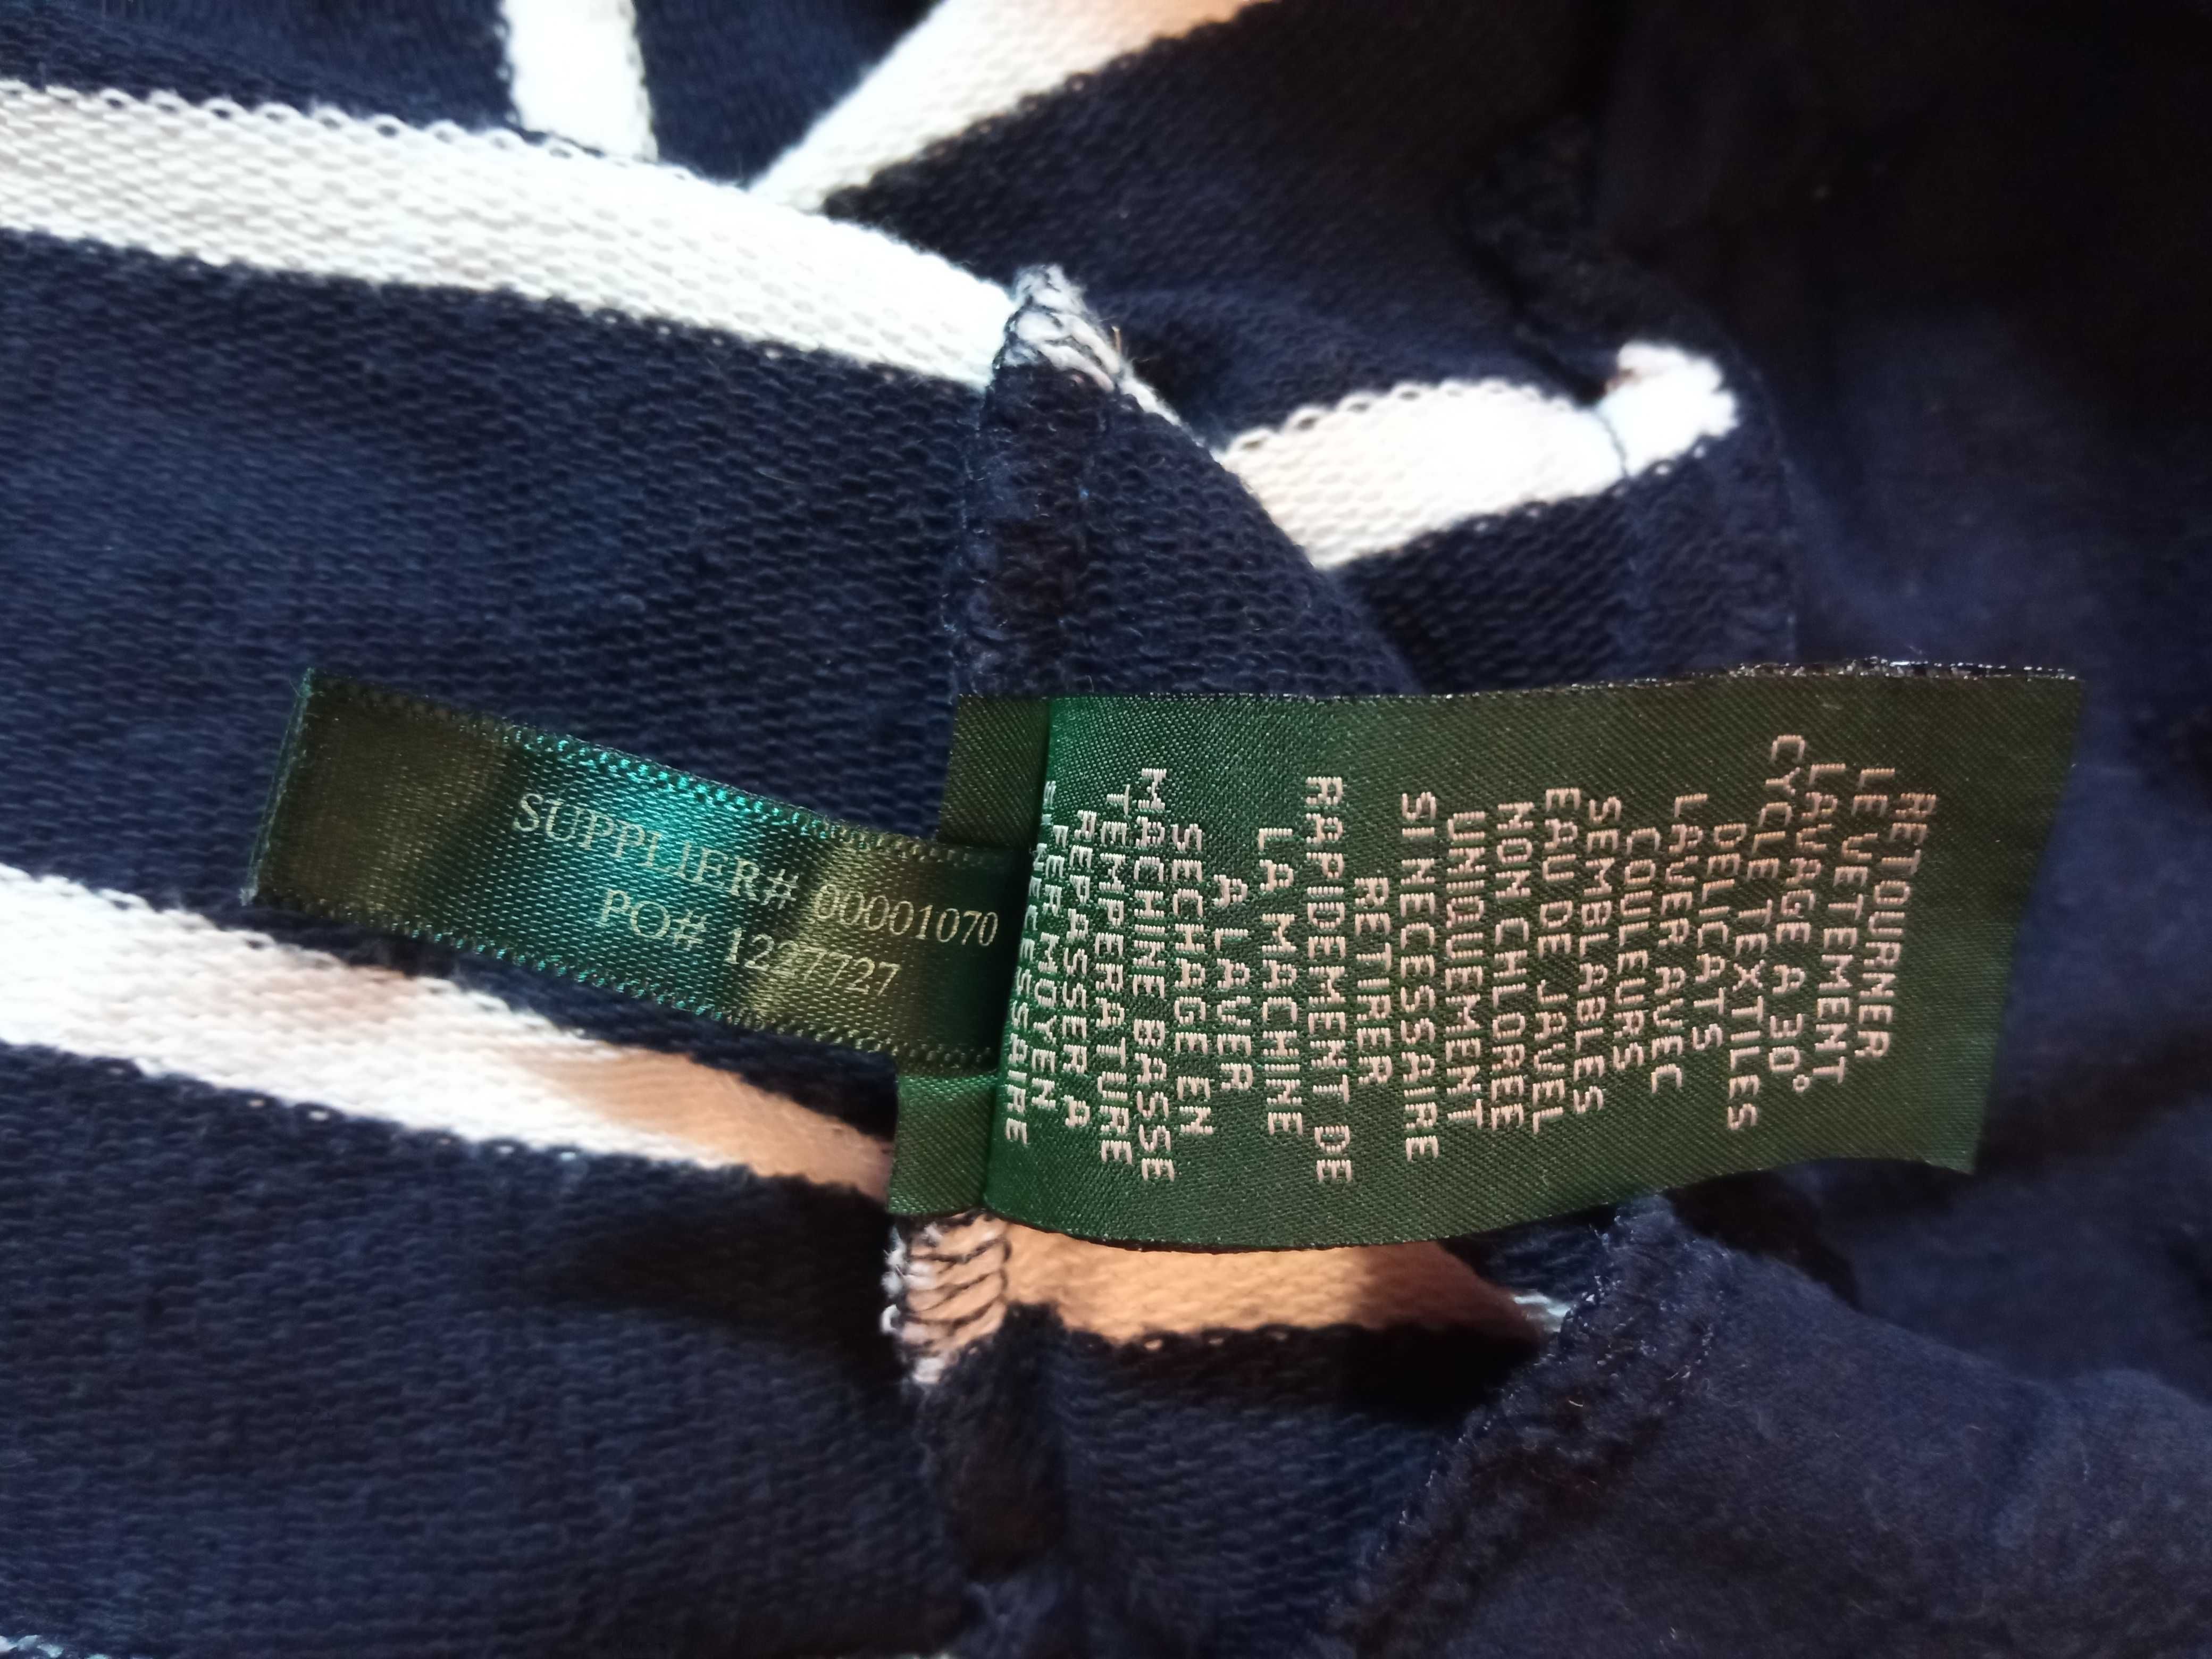 SUPPLIER# 00001070
PO# 1227727
RETOURNER
LE VETEMENT
LAVAGE A 30°
CYCLE TEXTILES
DELICATS
LAVER AVEC
COULEURS
SEMBLABLES
EAU DE JAVEL
NON CHLOREE
UNIQUEMENT
SINECESSAIRE
RETIRER
RAPIDEMENT DE
LA MACHINE
A LAVER
SECHAGE EN
MACHINE BASSE
TEMPERATURE
REPASSER A
FER MOYEN
SI NECESSAIRE